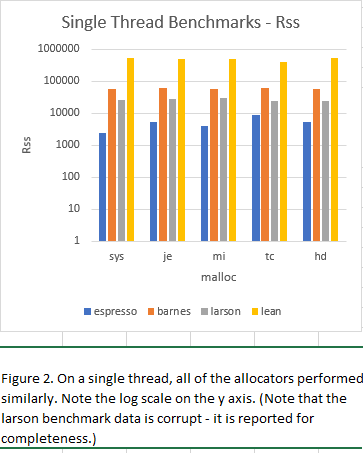 Single Thread Benchmarks - Rss
1000000
100000
10000
1000
100
10
1
Rss
sys je mi tc hd
malloc
espresso barnes larson lean
Figure 2. On a single thread, all of the allocators performed
similarly. Note the log scale on the y axis. (Note that the
larson benchmark data is corrupt - it is reported for
completeness.)